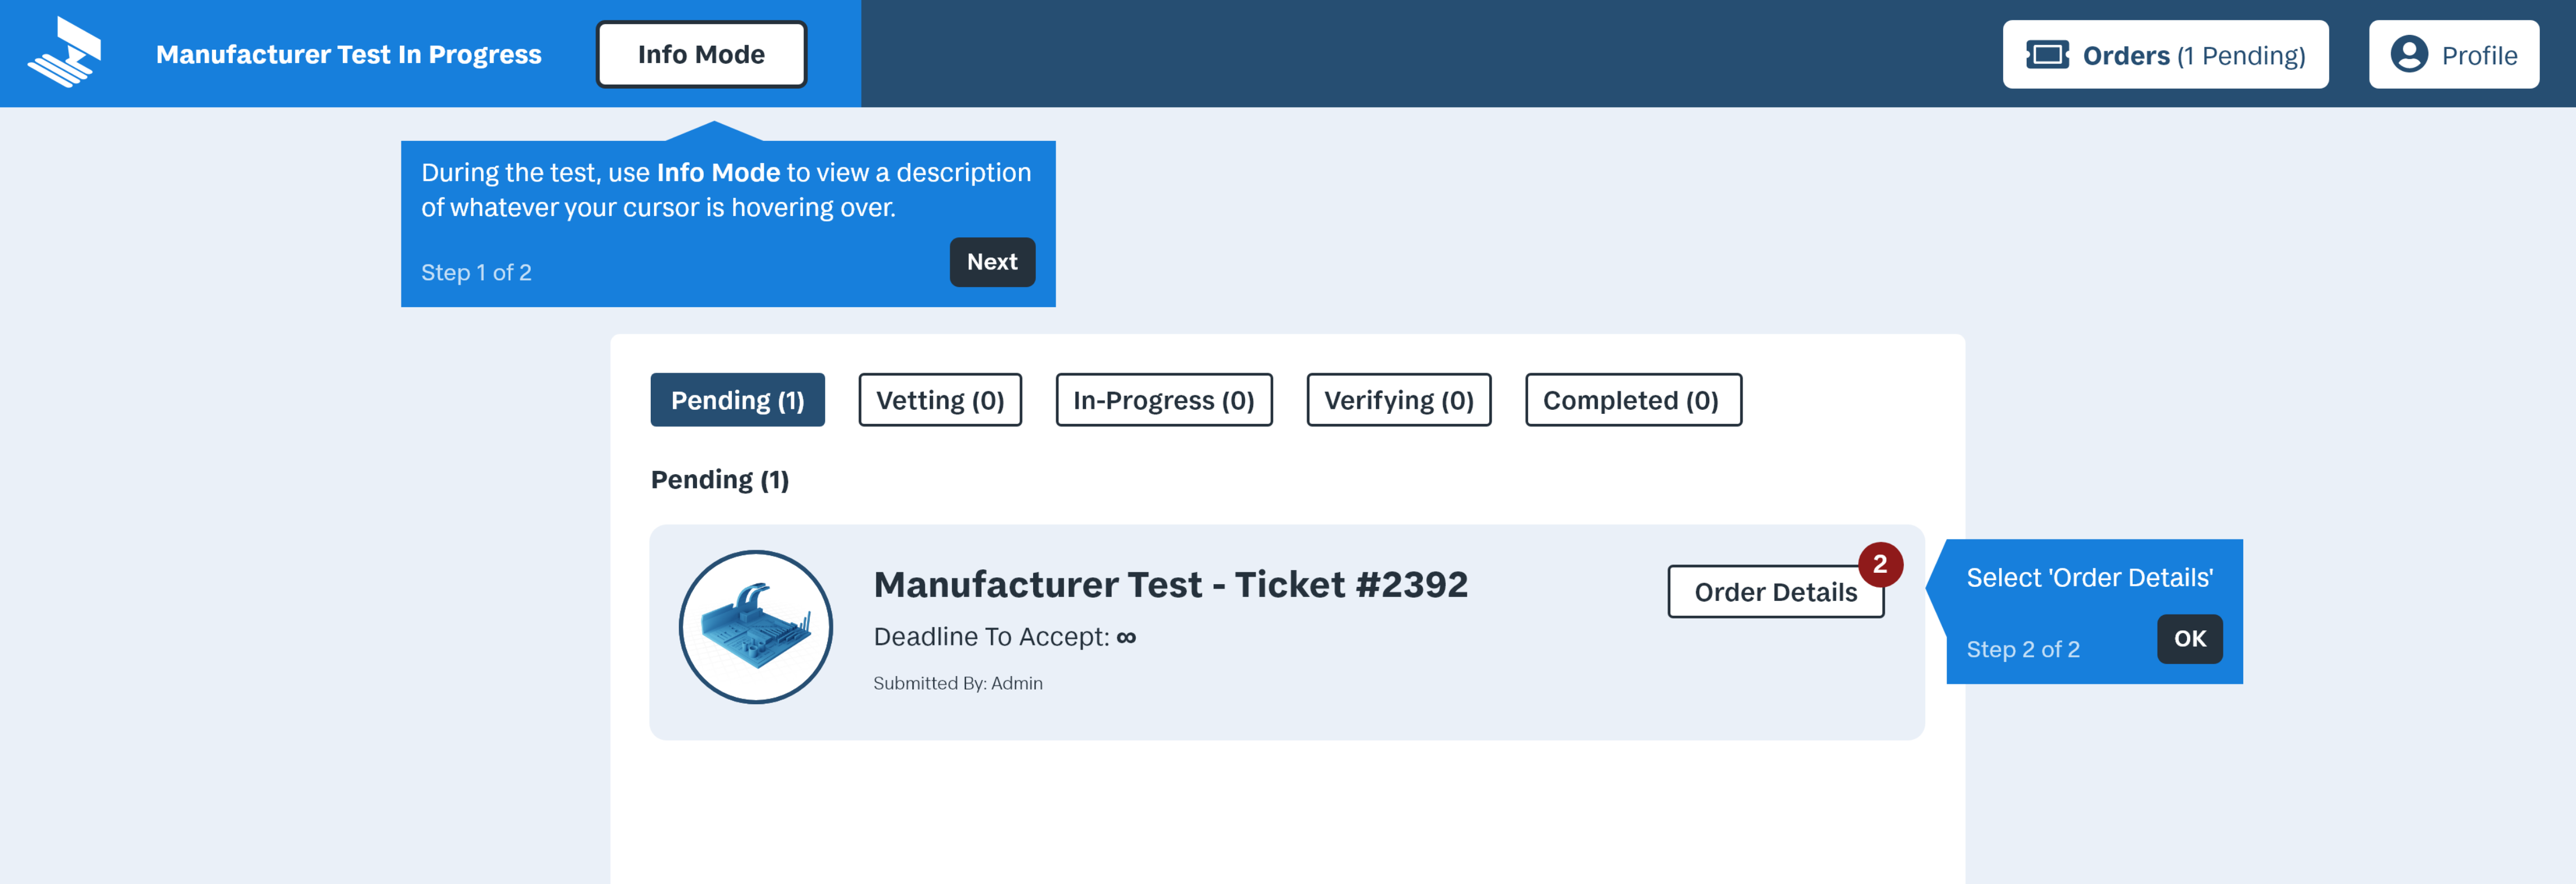 Manufacturer Test In Progress
Info Mode
Orders (1 Pending)
Profile
During the test, use Info Mode to view a description
of whatever your cursor is hovering over.
Step 1 of 2
Next
Pending (1)
Vetting (0)
In-Progress (0)
Verifying (0)
Completed (0)
Pending (1)
Manufacturer Test - Ticket #2392
Deadline To Accept: ∞
Submitted By: Admin
Order Details
2
Select 'Order Details'
Step 2 of 2
OK